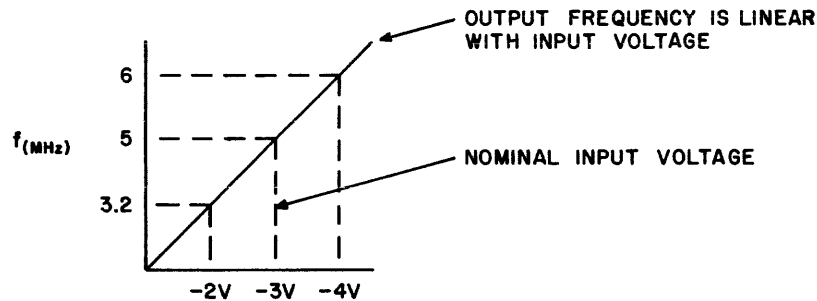 OUTPUT FREQUENCY IS LINEAR
WITH INPUT VOLTAGE
6
f(MHz)
5
NOMINAL INPUT VOLTAGE
3.2
-2V -3V -4V